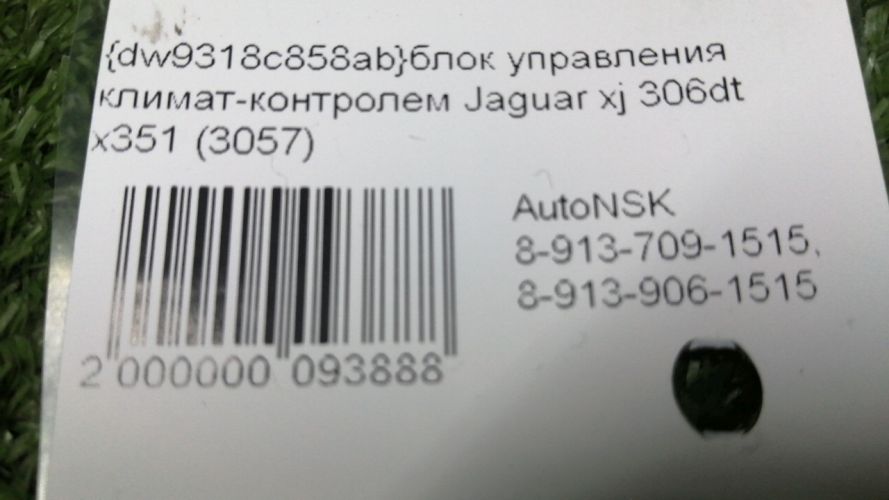 {dw9318c858ab}блок управления
климат-контролем Jaguar xj 306dt
x351 (3057)
AutoNSK
8-913-709-1515,
8-913-906-1515
2 000000 093888